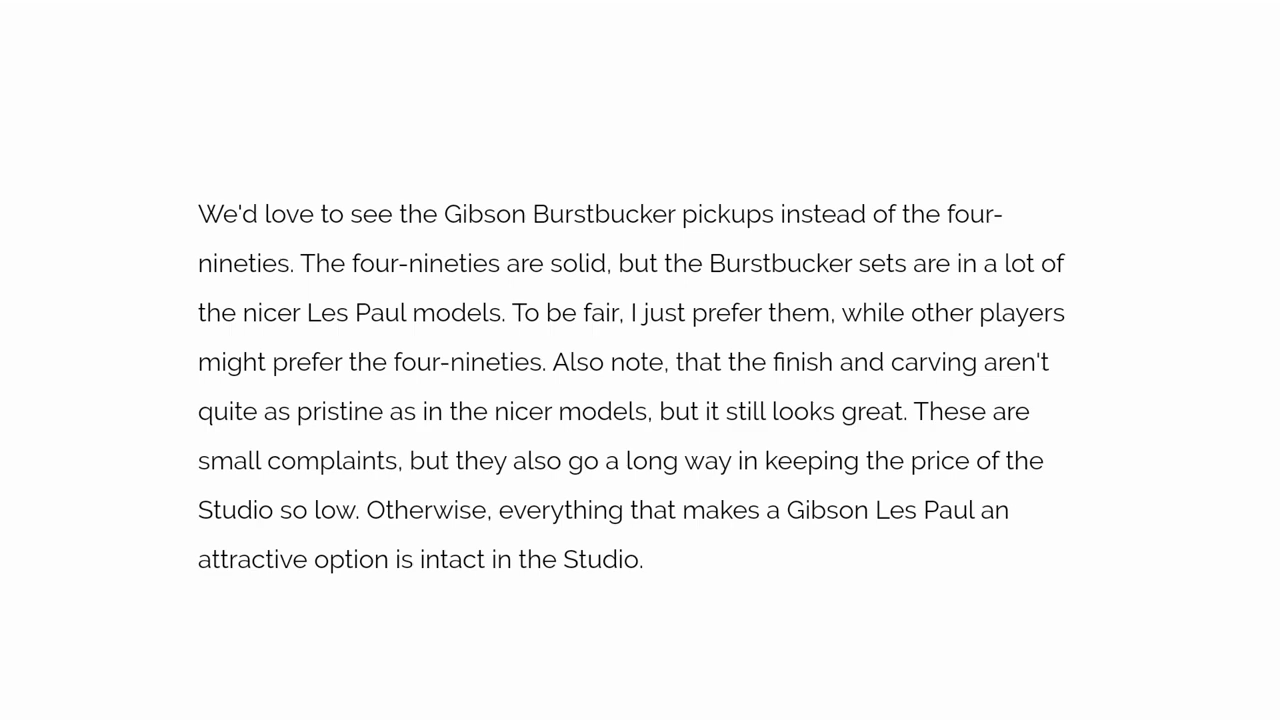 We'd love to see the Gibson Burstbucker pickups instead of the four-
nineties. The four-nineties are solid, but the Burstbucker sets are in a lot of
the nicer Les Paul models. To be fair, I just prefer them, while other players
might prefer the four-nineties. Also note, that the finish and carving aren't
quite as pristine as in the nicer models, but it still looks great. These are
small complaints, but they also go a long way in keeping the price of the
Studio so low. Otherwise, everything that makes a Gibson Les Paul an
attractive option is intact in the Studio.